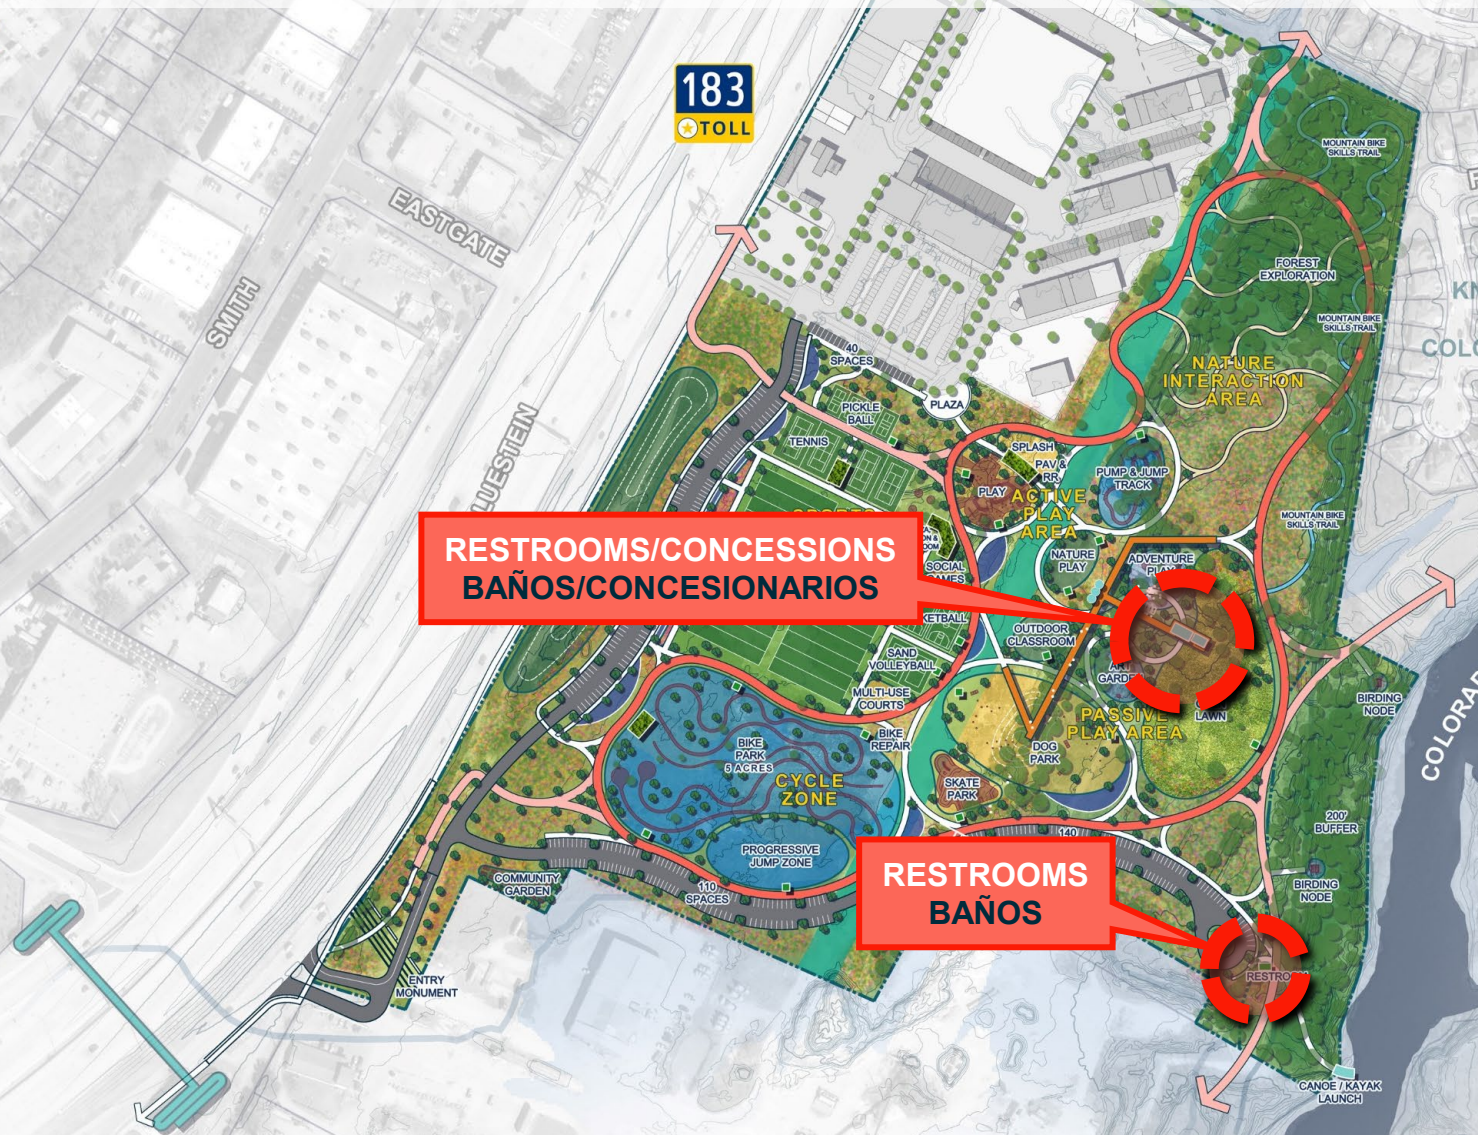 183
TOLL
EASTGATE
SMITH
MOUNTAIN BIKE
SKILLS TRAIL
FOREST
EXPLORATION
MOUNTAIN BIKE
SKILLS TRAIL
NATURE
INTERACTION
AREA
40
SPACES
PICKLE
BALL
PLAZA
TENNIS
SPLASH
PAV &
RR
PLAY
PUMP & JUMP
TRACK
ACTIVE
PLAY
AREA
MOUNTAIN BIKE
SKILLS TRAIL
RESTROOMS/CONCESSIONS
BAÑOS/CONCESIONARIOS
SOCIAL
NATURE
PLAY
ADVENTURE
OUTDOOR
CLASSROOM
SAND
VOLLEYBALL
MULTI-USE
COURTS
BIRDING
NODE
PASSIVE
PLAY AREA
LAWN
BIKE
REPAIR
BIKE
PARK
5 ACRES
CYCLE
ZONE
DOG
PARK
SKATE
PARK
PROGRESSIVE
JUMP ZONE
140
200'
BUFFER
RESTROOMS
BAÑOS
COMMUNITY
GARDEN
110
SPACES
BIRDING
NODE
ENTRY
MONUMENT
CANOE / KAYAK
LAUNCH